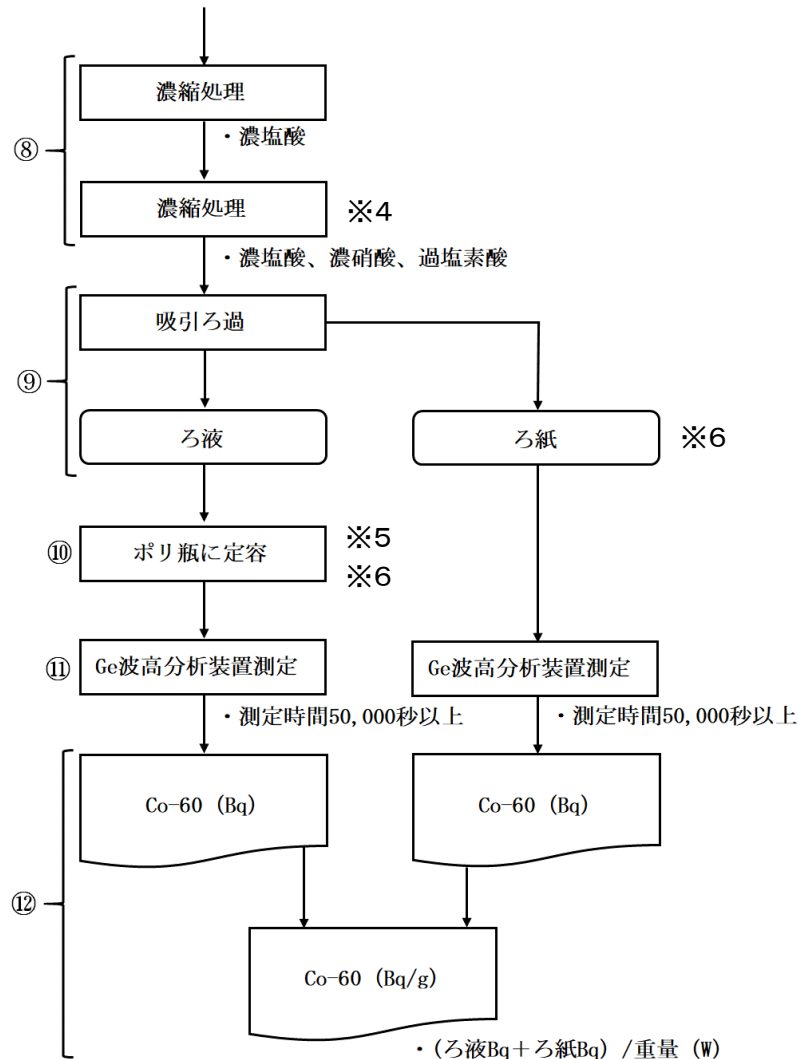 濃縮処理
・濃塩酸
⑧
濃縮処理
※4
・濃塩酸、濃硝酸、過塩素酸
吸引ろ過
⑨
ろ液
ろ紙
※6
⑩
ポリ瓶に定容
※5
※6
⑪
Ge波高分析装置測定
Ge波高分析装置測定
・測定時間50,000秒以上
・測定時間50,000秒以上
Co-60 (Bq)
Co-60 (Bq)
⑫
Co-60 (Bq/g)
・(ろ液Bq＋ろ紙Bq) /重量 (W)